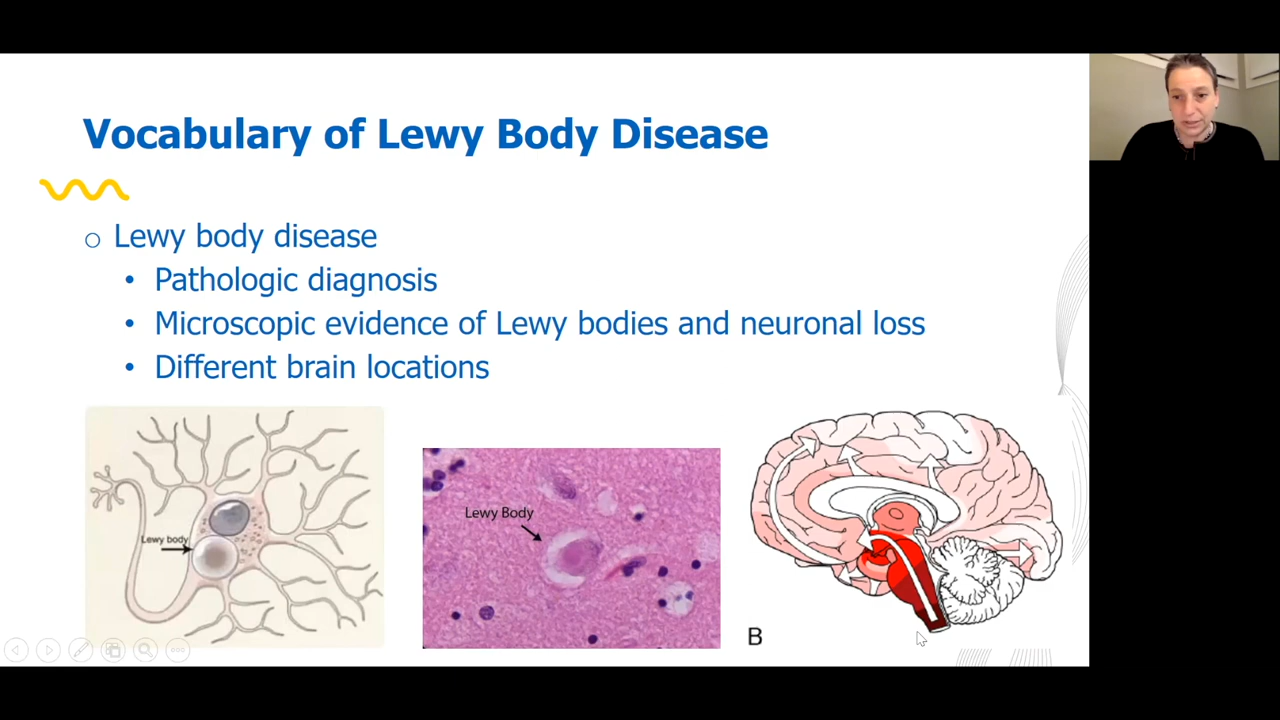 Vocabulary of Lewy Body Disease
Lewy body disease
• Pathologic diagnosis
• Microscopic evidence of Lewy bodies and neuronal loss
• Different brain locations
Lewy body
Lewy Body
B